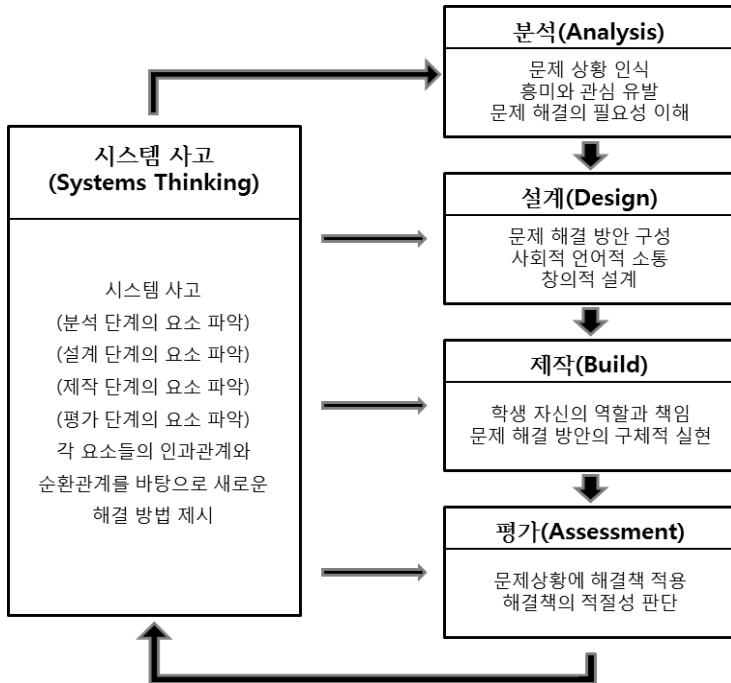 시스템 사고
(Systems Thinking)
시스템 사고
(분석 단계의 요소 파악)
(설계 단계의 요소 파악)
(제작 단계의 요소 파악)
(평가 단계의 요소 파악)
각 요소들의 인과관계와
순환관계를 바탕으로 새로운
해결 방법 제시
분석(Analysis)
문제 상황 인식
흥미와 관심 유발
문제 해결의 필요성 이해
설계(Design)
문제 해결 방안 구성
사회적 언어적 소통
창의적 설계
제작(Build)
학생 자신의 역할과 책임
문제 해결 방안의 구체적 실현
평가(Assessment)
문제상황에 해결책 적용
해결책의 적절성 판단